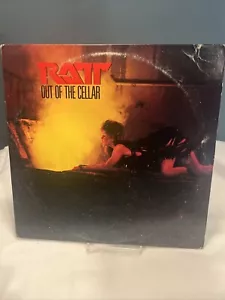 RATT
OUT OF THE CELLAR